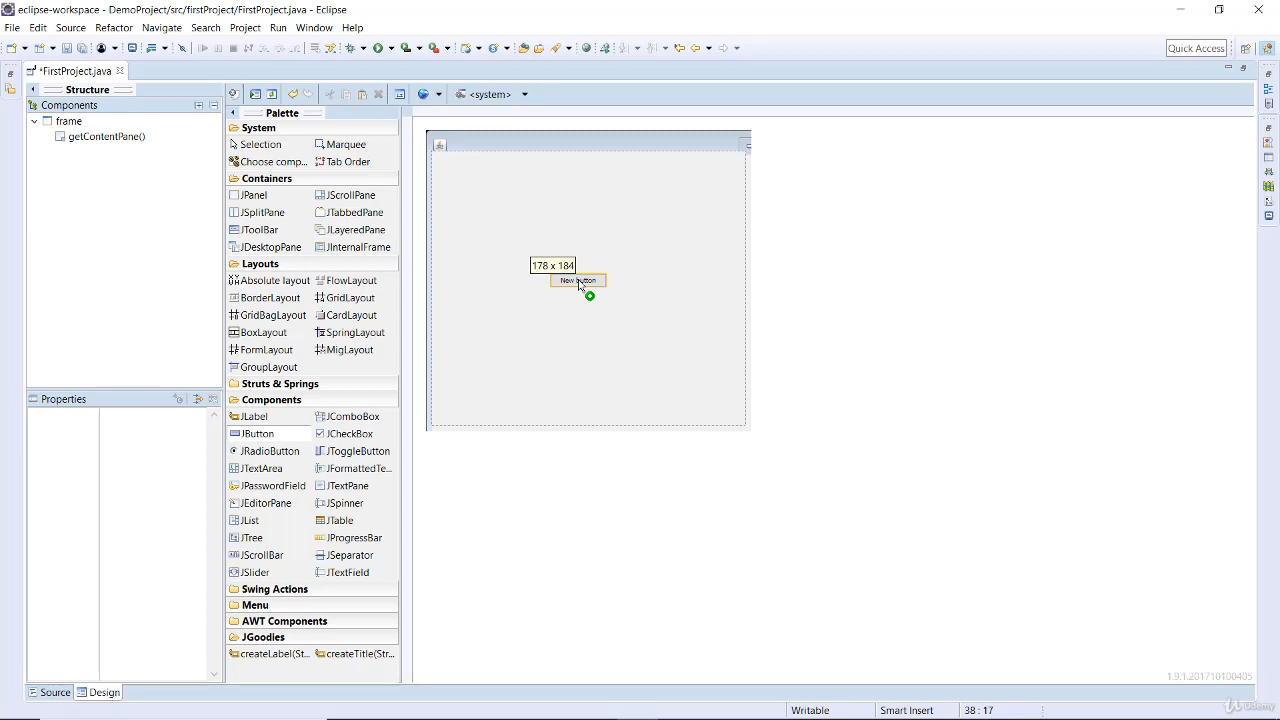 eclipse-workspace - DemoProject/src/firstProject/FirstProject.java - Eclipse
File Edit Source Refactor Navigate Search Project Run Window Help
Quick Access
*FirstProject.java
Structure
Components
frame
getContentPane()
Properties
Source Design
<system>
Palette
System
Selection Marquee
Choose comp... Tab Order
Containers
JPanel JScrollPane
JSplitPane JTabbedPane
JToolBar JLayeredPane
JDesktopPane JInternalFrame
Layouts
Absolute layout FlowLayout
BorderLayout GridLayout
GridBagLayout CardLayout
BoxLayout SpringLayout
FormLayout MigLayout
GroupLayout
Struts & Springs
Components
JLabel JComboBox
JButton JCheckBox
JRadioButton JToggleButton
JTextArea JFormattedTe...
JPasswordField JTextPane
JEditorPane JSpinner
JList JTable
JTree JProgressBar
JScrollBar JSeparator
JSlider JTextField
Swing Actions
Menu
AWT Components
JGoodies
createLabel(St... createTitle(Str...
178 x 184
New button
1.9.1.201710100405
Writable Smart Insert 38 : 17
Udemy